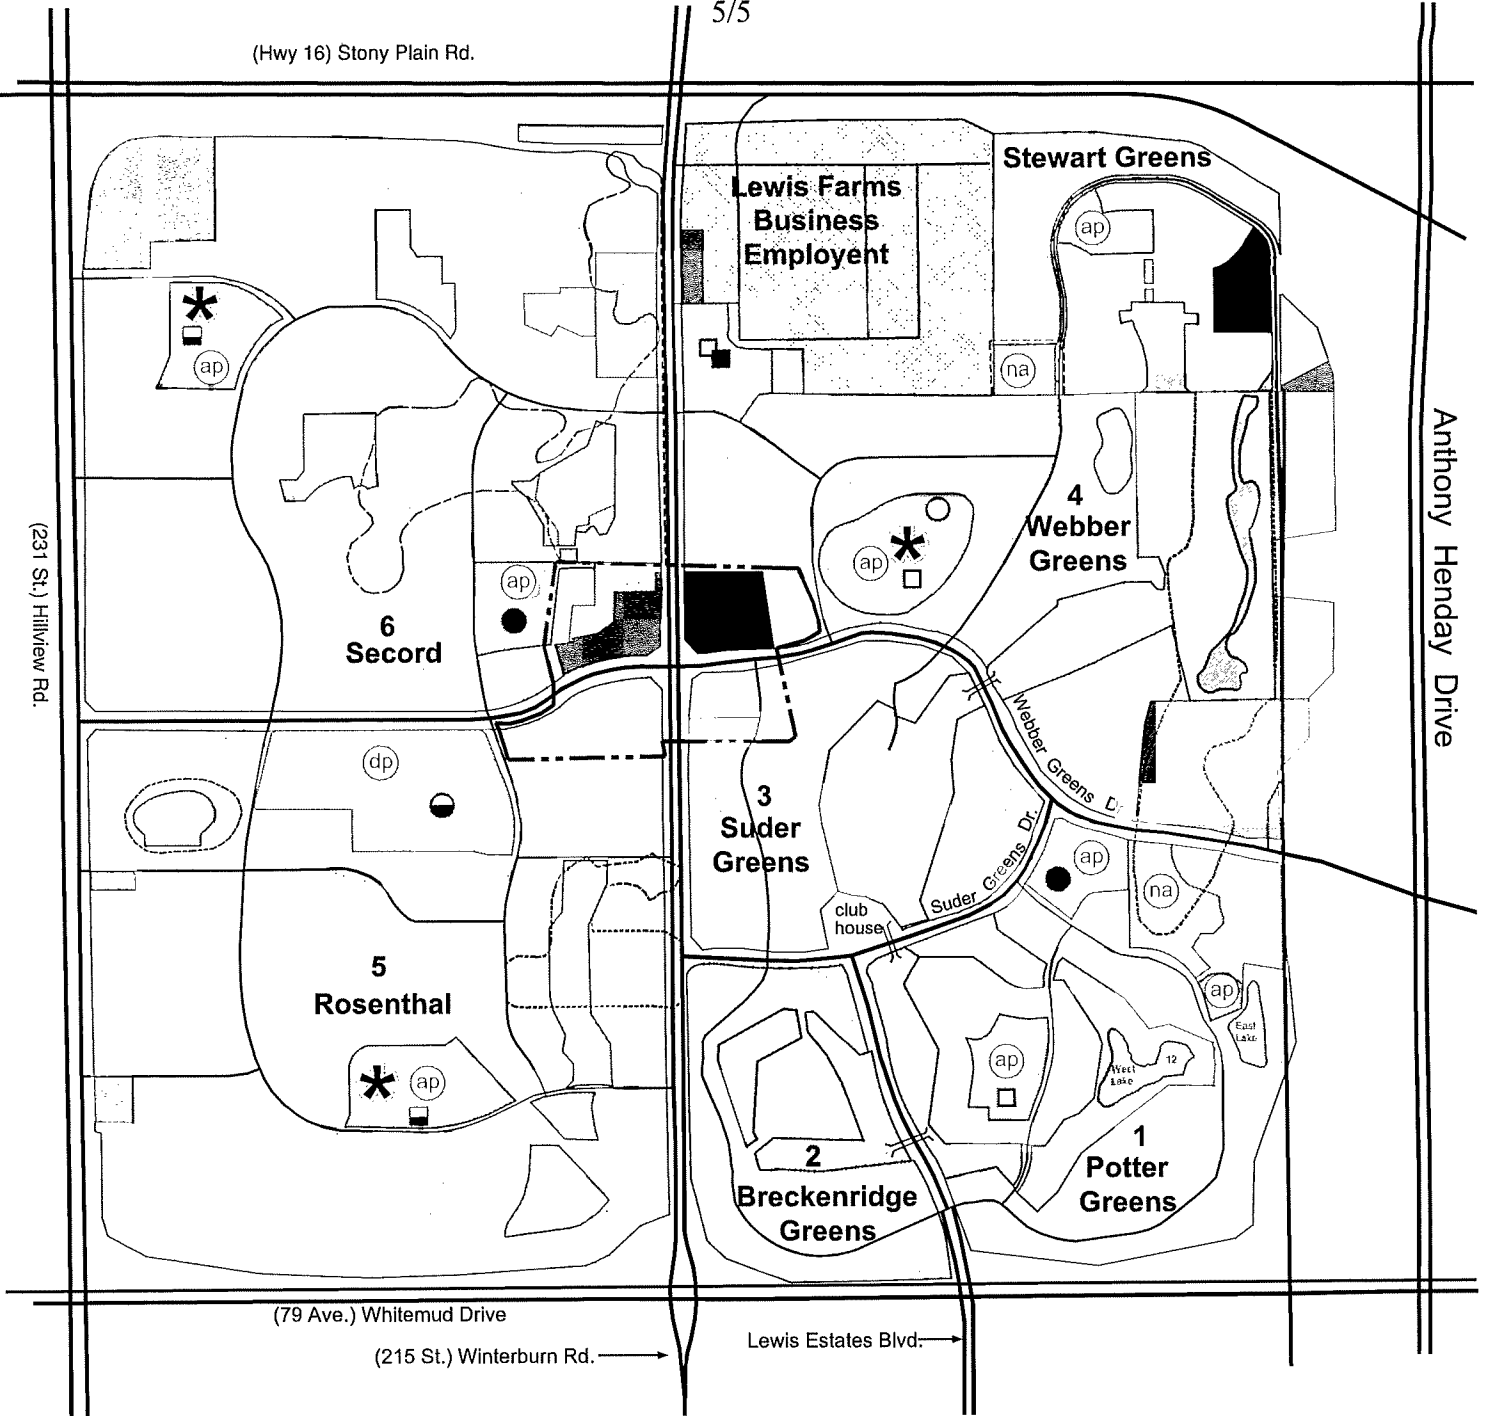 5/5
(Hwy 16) Stony Plain Rd.
Stewart Greens
Lewis Farms
Business
Employent
ap
ap
na
Anthony Henday Drive
4
Webber
Greens
(231 St.) Hillview Rd.
ap
ap
6
Secord
Webber Greens Dr.
dp
3
Suder
Greens
Suder Greens Dr.
ap
na
club
house
5
Rosenthal
ap
East
Lake
ap
West
Lake
12
ap
1
Potter
Greens
2
Breckenridge
Greens
(79 Ave.) Whitemud Drive
Lewis Estates Blvd.
(215 St.) Winterburn Rd.